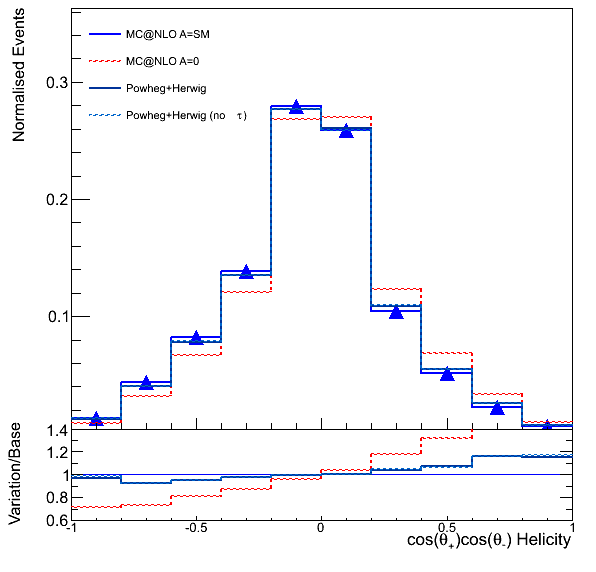 Normalised Events
MC@NLO A=SM
MC@NLO A=0
Powheg+Herwig
Powheg+Herwig (no τ)
0.3
0.2
0.1
Variation/Base
1.4
1.2
1
0.8
0.6
-1 -0.5 0 0.5 1
cos(θ+)cos(θ-) Helicity